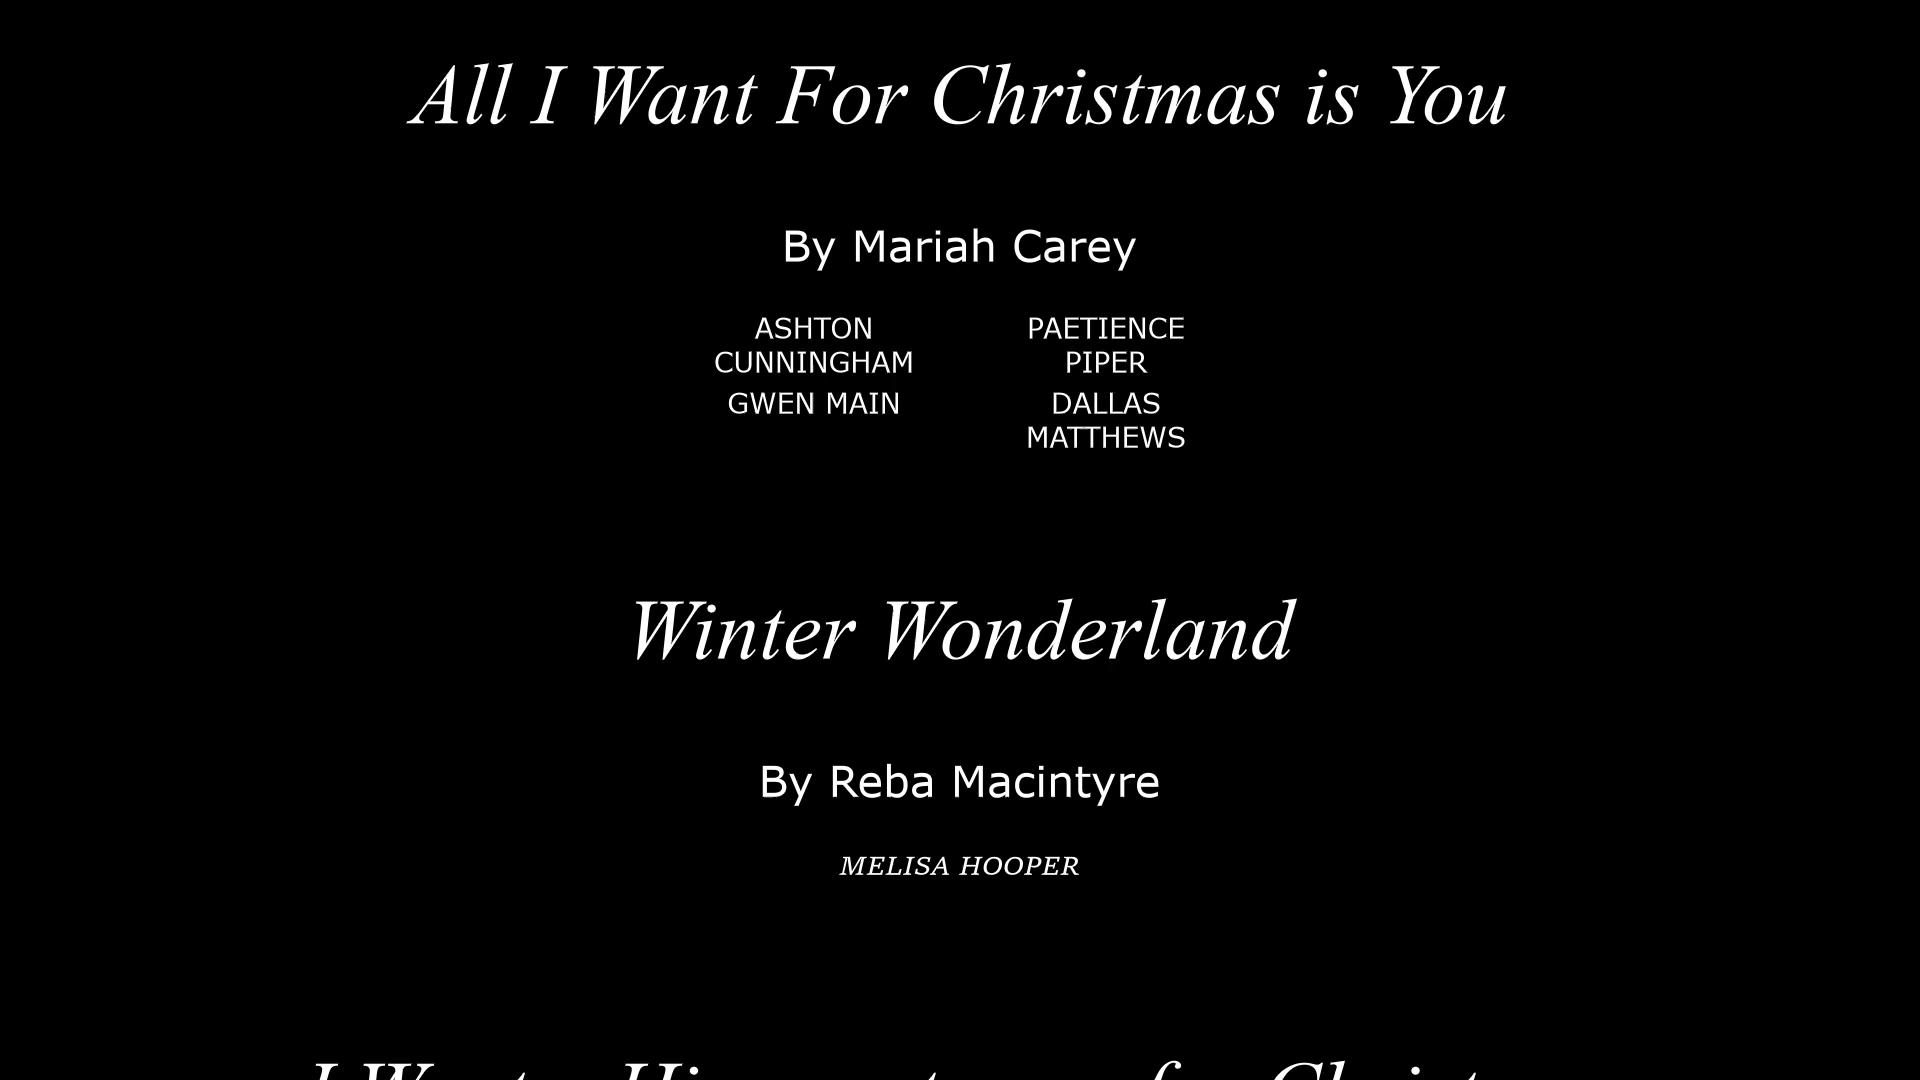 All I Want For Christmas is You
By Mariah Carey
ASHTON CUNNINGHAM
PAETIENCE PIPER
GWEN MAIN
DALLAS MATTHEWS
Winter Wonderland
By Reba Macintyre
MELISA HOOPER